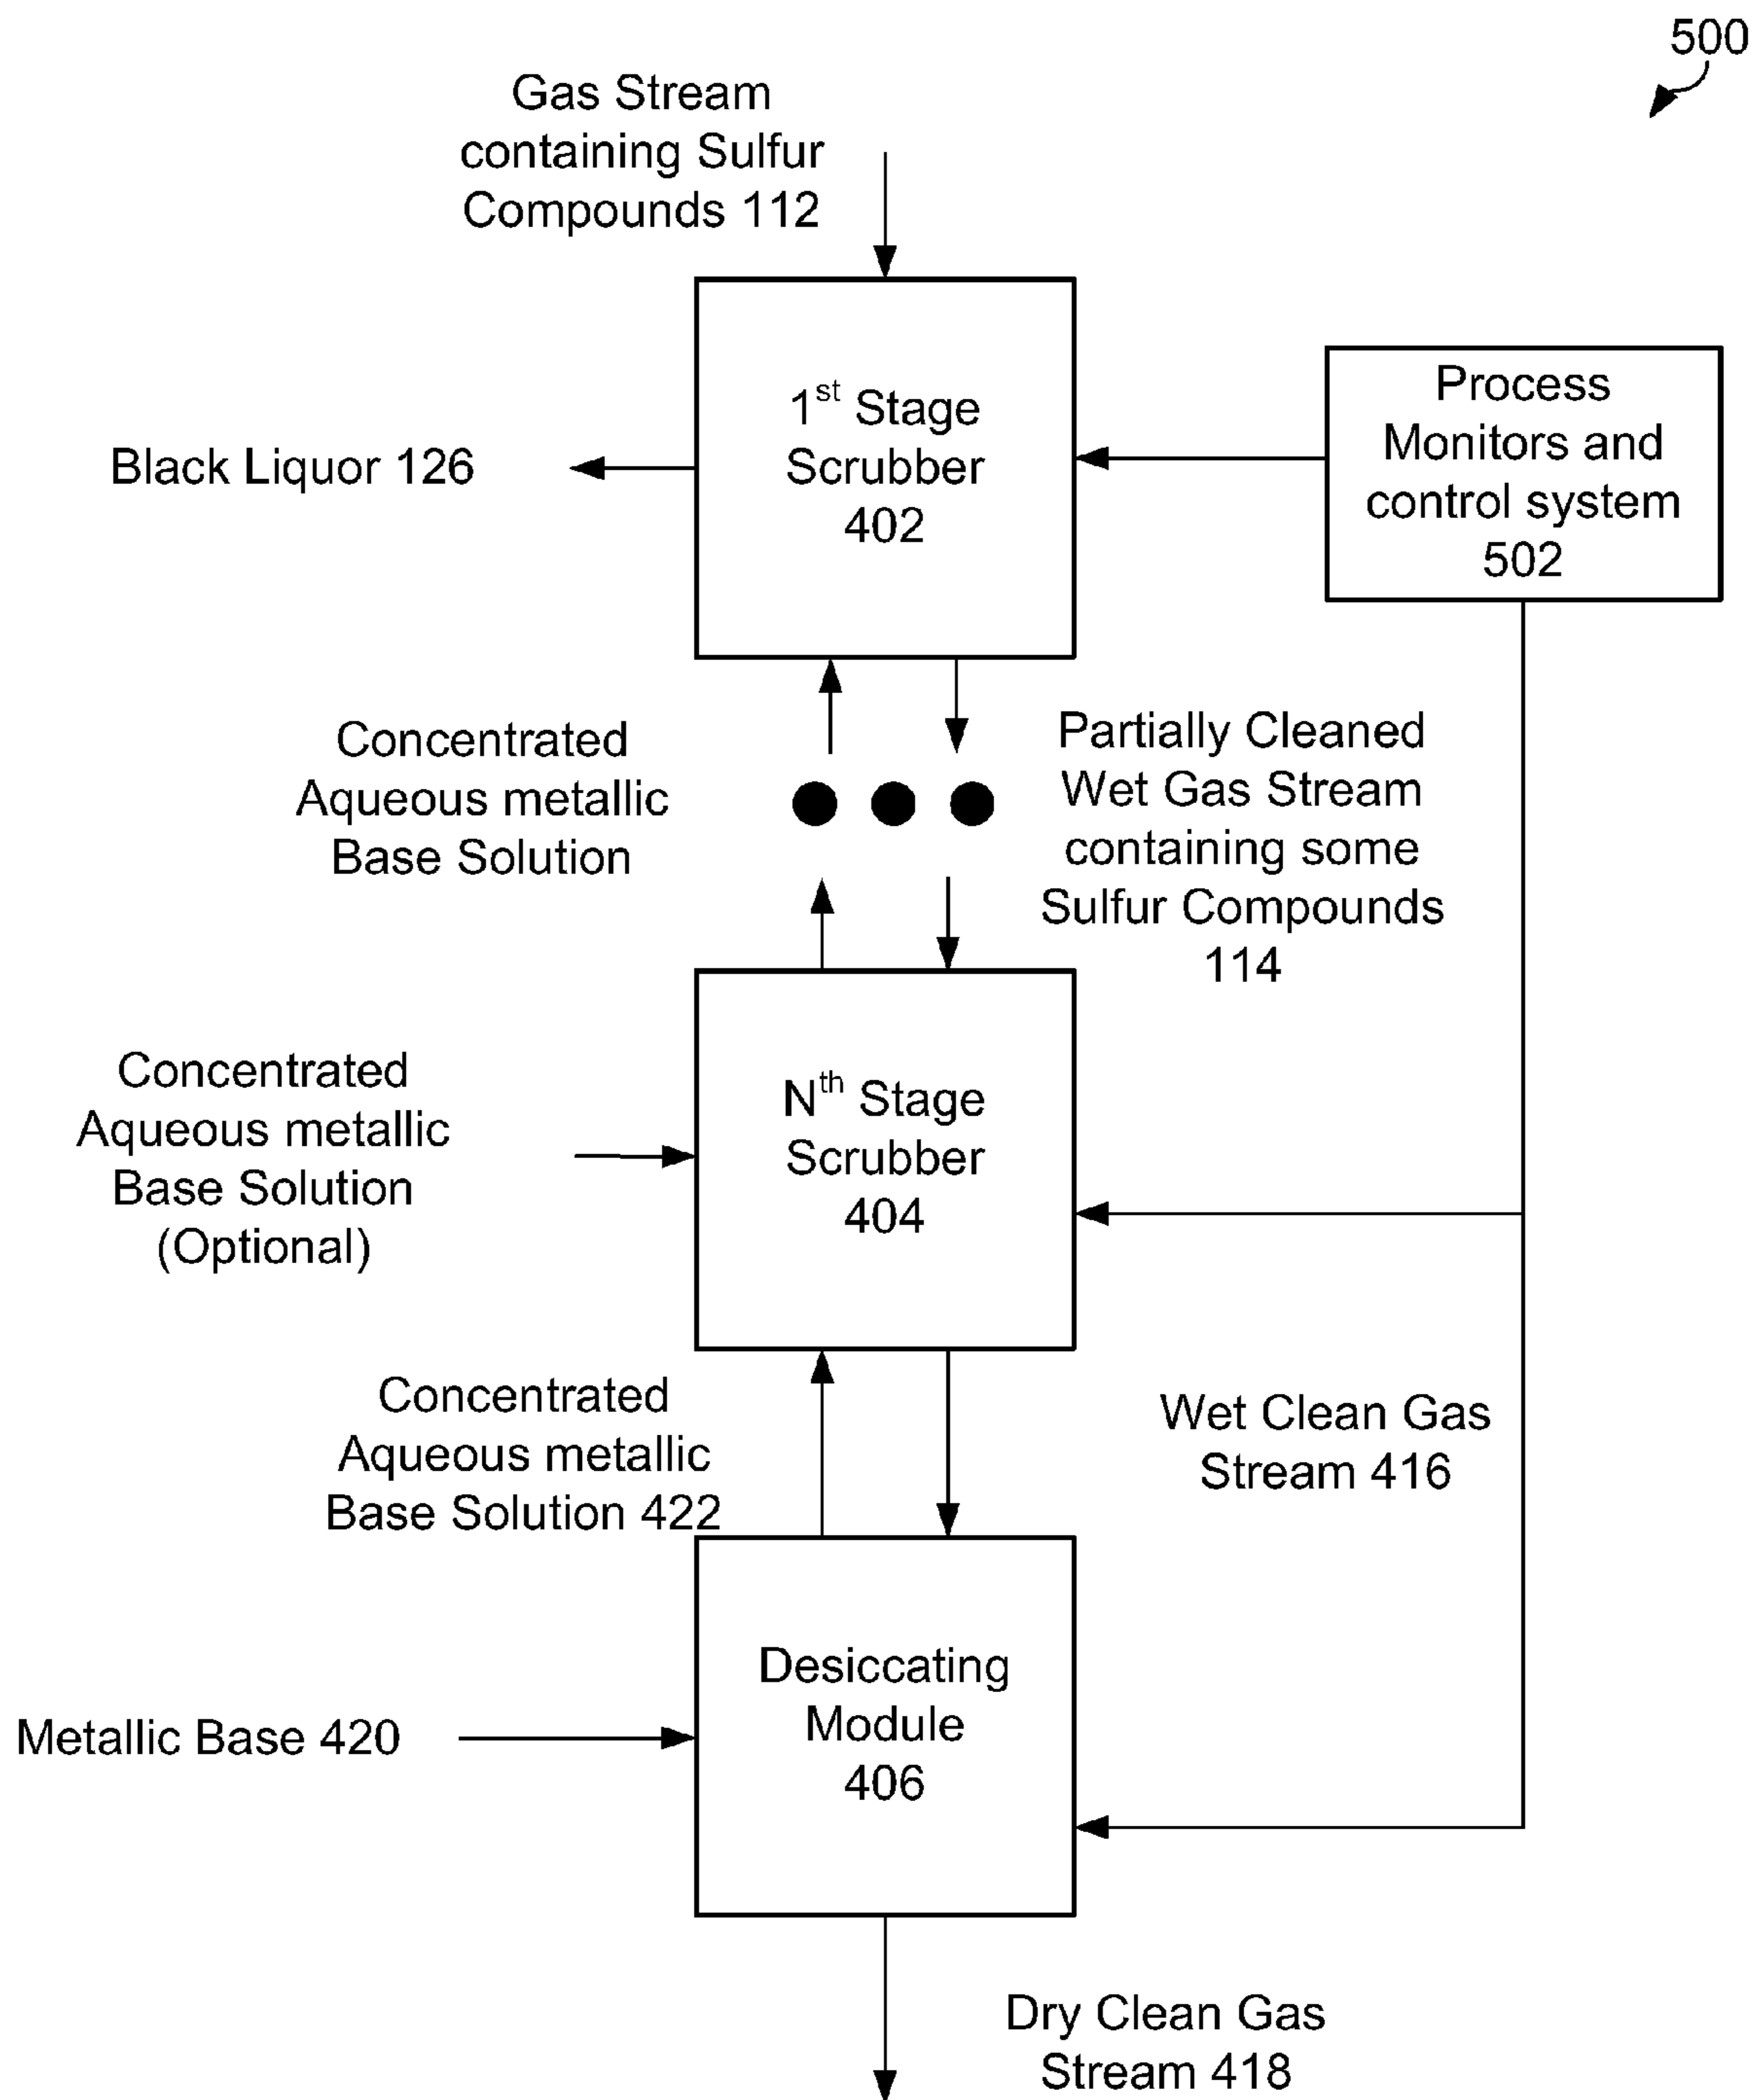 500
Gas Stream
containing Sulfur
Compounds 112
1st Stage
Scrubber
402
Process
Monitors and
control system
502
Black Liquor 126
Concentrated
Aqueous metallic
Base Solution
Partially Cleaned
Wet Gas Stream
containing some
Sulfur Compounds
114
Concentrated
Aqueous metallic
Base Solution
(Optional)
Nth Stage
Scrubber
404
Concentrated
Aqueous metallic
Base Solution 422
Wet Clean Gas
Stream 416
Desiccating
Module
406
Metallic Base 420
Dry Clean Gas
Stream 418